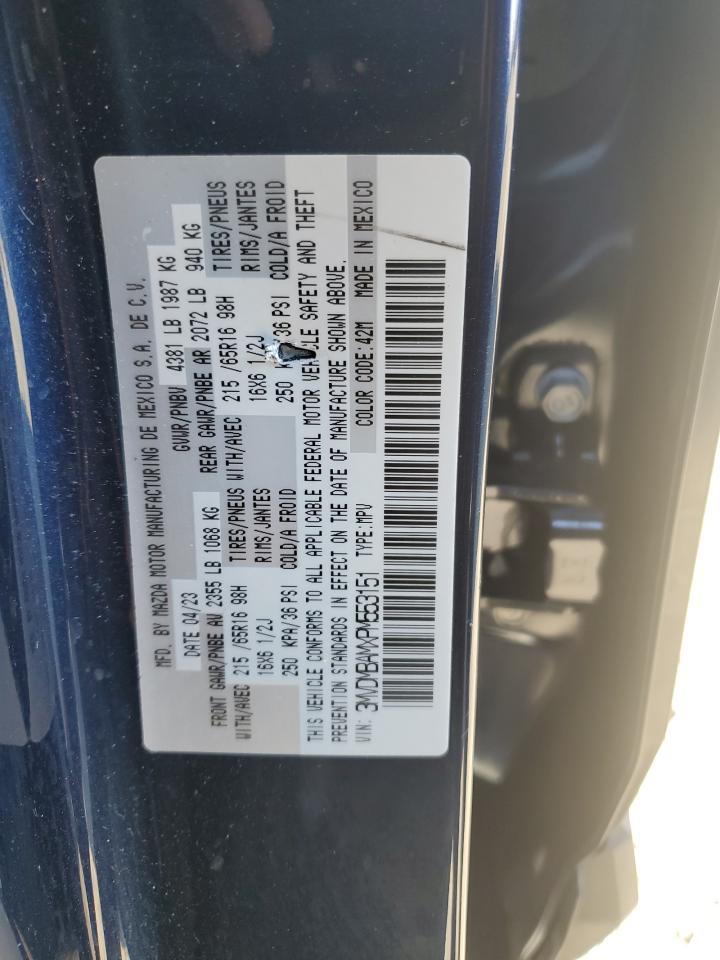 MFD. BY MAZDA MOTOR MANUFACTURING DE MEXICO S.A. DE C.V.
DATE 04/23 GVWR/PNBV 4381 LB 1987 KG
FRONT GAWR/PNBE AV 2355 LB 1068 KG REAR GAWR/PNBE AR 2072 LB 940 KG
WITH/AVEC 215 /65R16 98H TIRES/PNEUS WITH/AVEC 215 /65R16 98H TIRES/PNEUS
16X6 1/2J RIMS/JANTES 16X6 1/2J RIMS/JANTES
250 KPA/36 PSI COLD/A FROID 250 /36 PSI COLD/A FROID
THIS VEHICLE CONFORMS TO ALL APPLICABLE FEDERAL MOTOR VEHICLE SAFETY AND THEFT
PREVENTION STANDARDS IN EFFECT ON THE DATE OF MANUFACTURE SHOWN ABOVE.
VIN: 3MVDMBAMXPM553151 TYPE:MPV COLOR CODE:42M MADE IN MEXICO